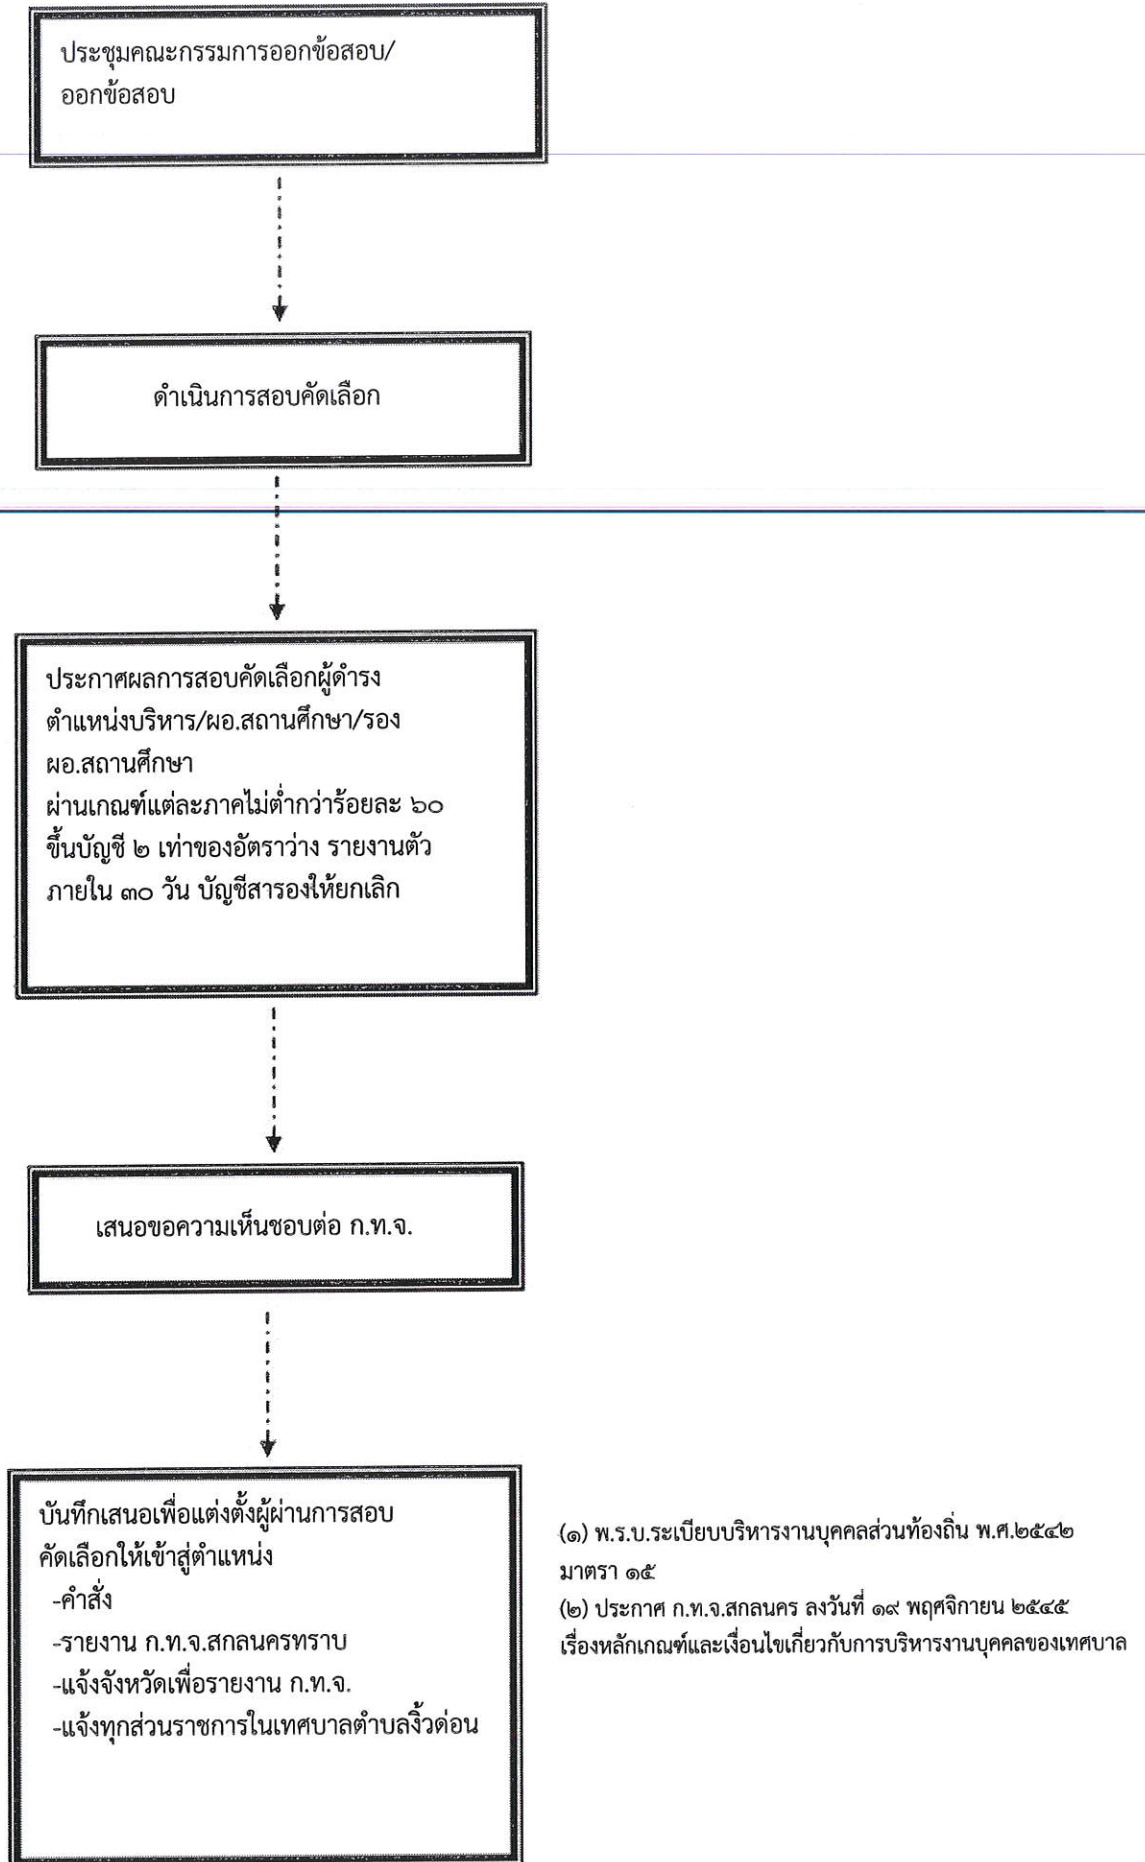 ประชุมคณะกรรมการออกข้อสอบ/
ออกข้อสอบ
ดำเนินการสอบคัดเลือก
ประกาศผลการสอบคัดเลือกผู้ดำรง
ตำแหน่งบริหาร/ผอ.สถานศึกษา/รอง
ผอ.สถานศึกษา
ผ่านเกณฑ์แต่ละภาคไม่ต่ำกว่าร้อยละ ๖๐
ขึ้นบัญชี ๒ เท่าของอัตราว่าง รายงานตัว
ภายใน ๓๐ วัน บัญชีสารองให้ยกเลิก
เสนอขอความเห็นชอบต่อ ก.ท.จ.
บันทึกเสนอเพื่อแต่งตั้งผู้ผ่านการสอบ
คัดเลือกให้เข้าสู่ตำแหน่ง
-คำสั่ง
-รายงาน ก.ท.จ.สกลนครทราบ
-แจ้งจังหวัดเพื่อรายงาน ก.ท.จ.
-แจ้งทุกส่วนราชการในเทศบาลตำบลงิ้วด่อน
(๑) พ.ร.บ.ระเบียบบริหารงานบุคคลส่วนท้องถิ่น พ.ศ.๒๕๔๒
มาตรา ๑๕
(๒) ประกาศ ก.ท.จ.สกลนคร ลงวันที่ ๑๙ พฤศจิกายน ๒๕๔๕
เรื่องหลักเกณฑ์และเงื่อนไขเกี่ยวกับการบริหารงานบุคคลของเทศบาล